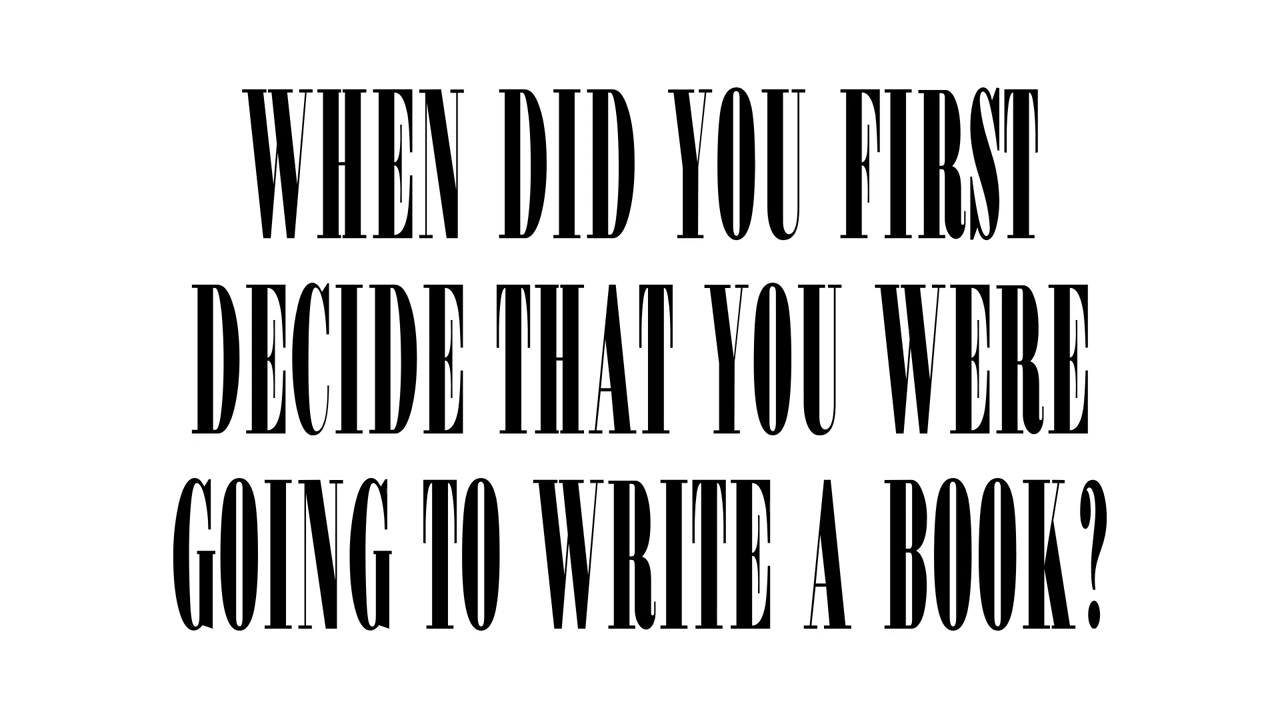 WHEN DID YOU FIRST
DECIDE THAT YOU WERE
GOING TO WRITE A BOOK?